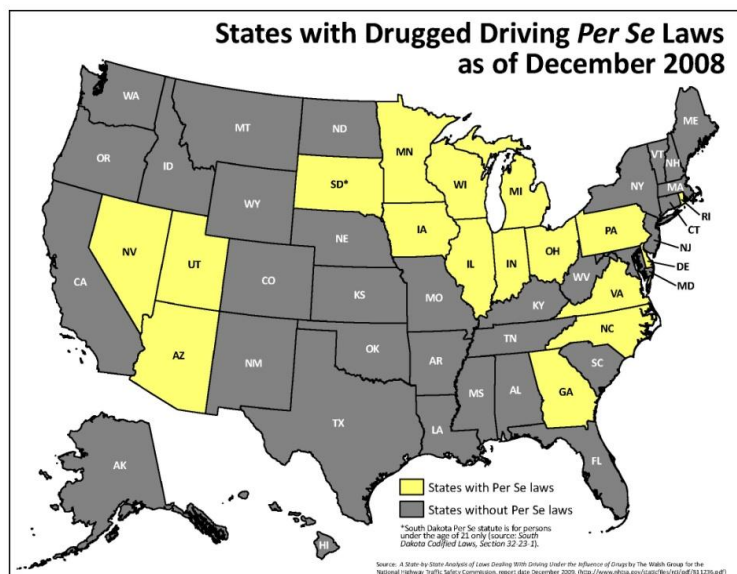 States with Drugged Driving Per Se Laws
as of December 2008
WA
MT
ND
ME
OR
ID
MN
VT
NH
SD*
WI
MI
NY
MA
WY
RI
IA
PA
CT
NE
NJ
NV
UT
IL
IN
OH
DE
CA
CO
WV
MD
KS
MO
VA
KY
NC
TN
AZ
OK
NM
AR
SC
MS
AL
GA
TX
LA
AK
FL
HI
States with Per Se laws
States without Per Se laws
*South Dakota Per Se statute is for persons
under the age of 21 only (source: South
Dakota Codified Laws, Section 32-23-1).
Source: A State-by-State Analysis of Laws Dealing With Driving Under the Influence of Drugs by The Walsh Group for the
National Highway Traffic Safety Commission, report date December 2009.